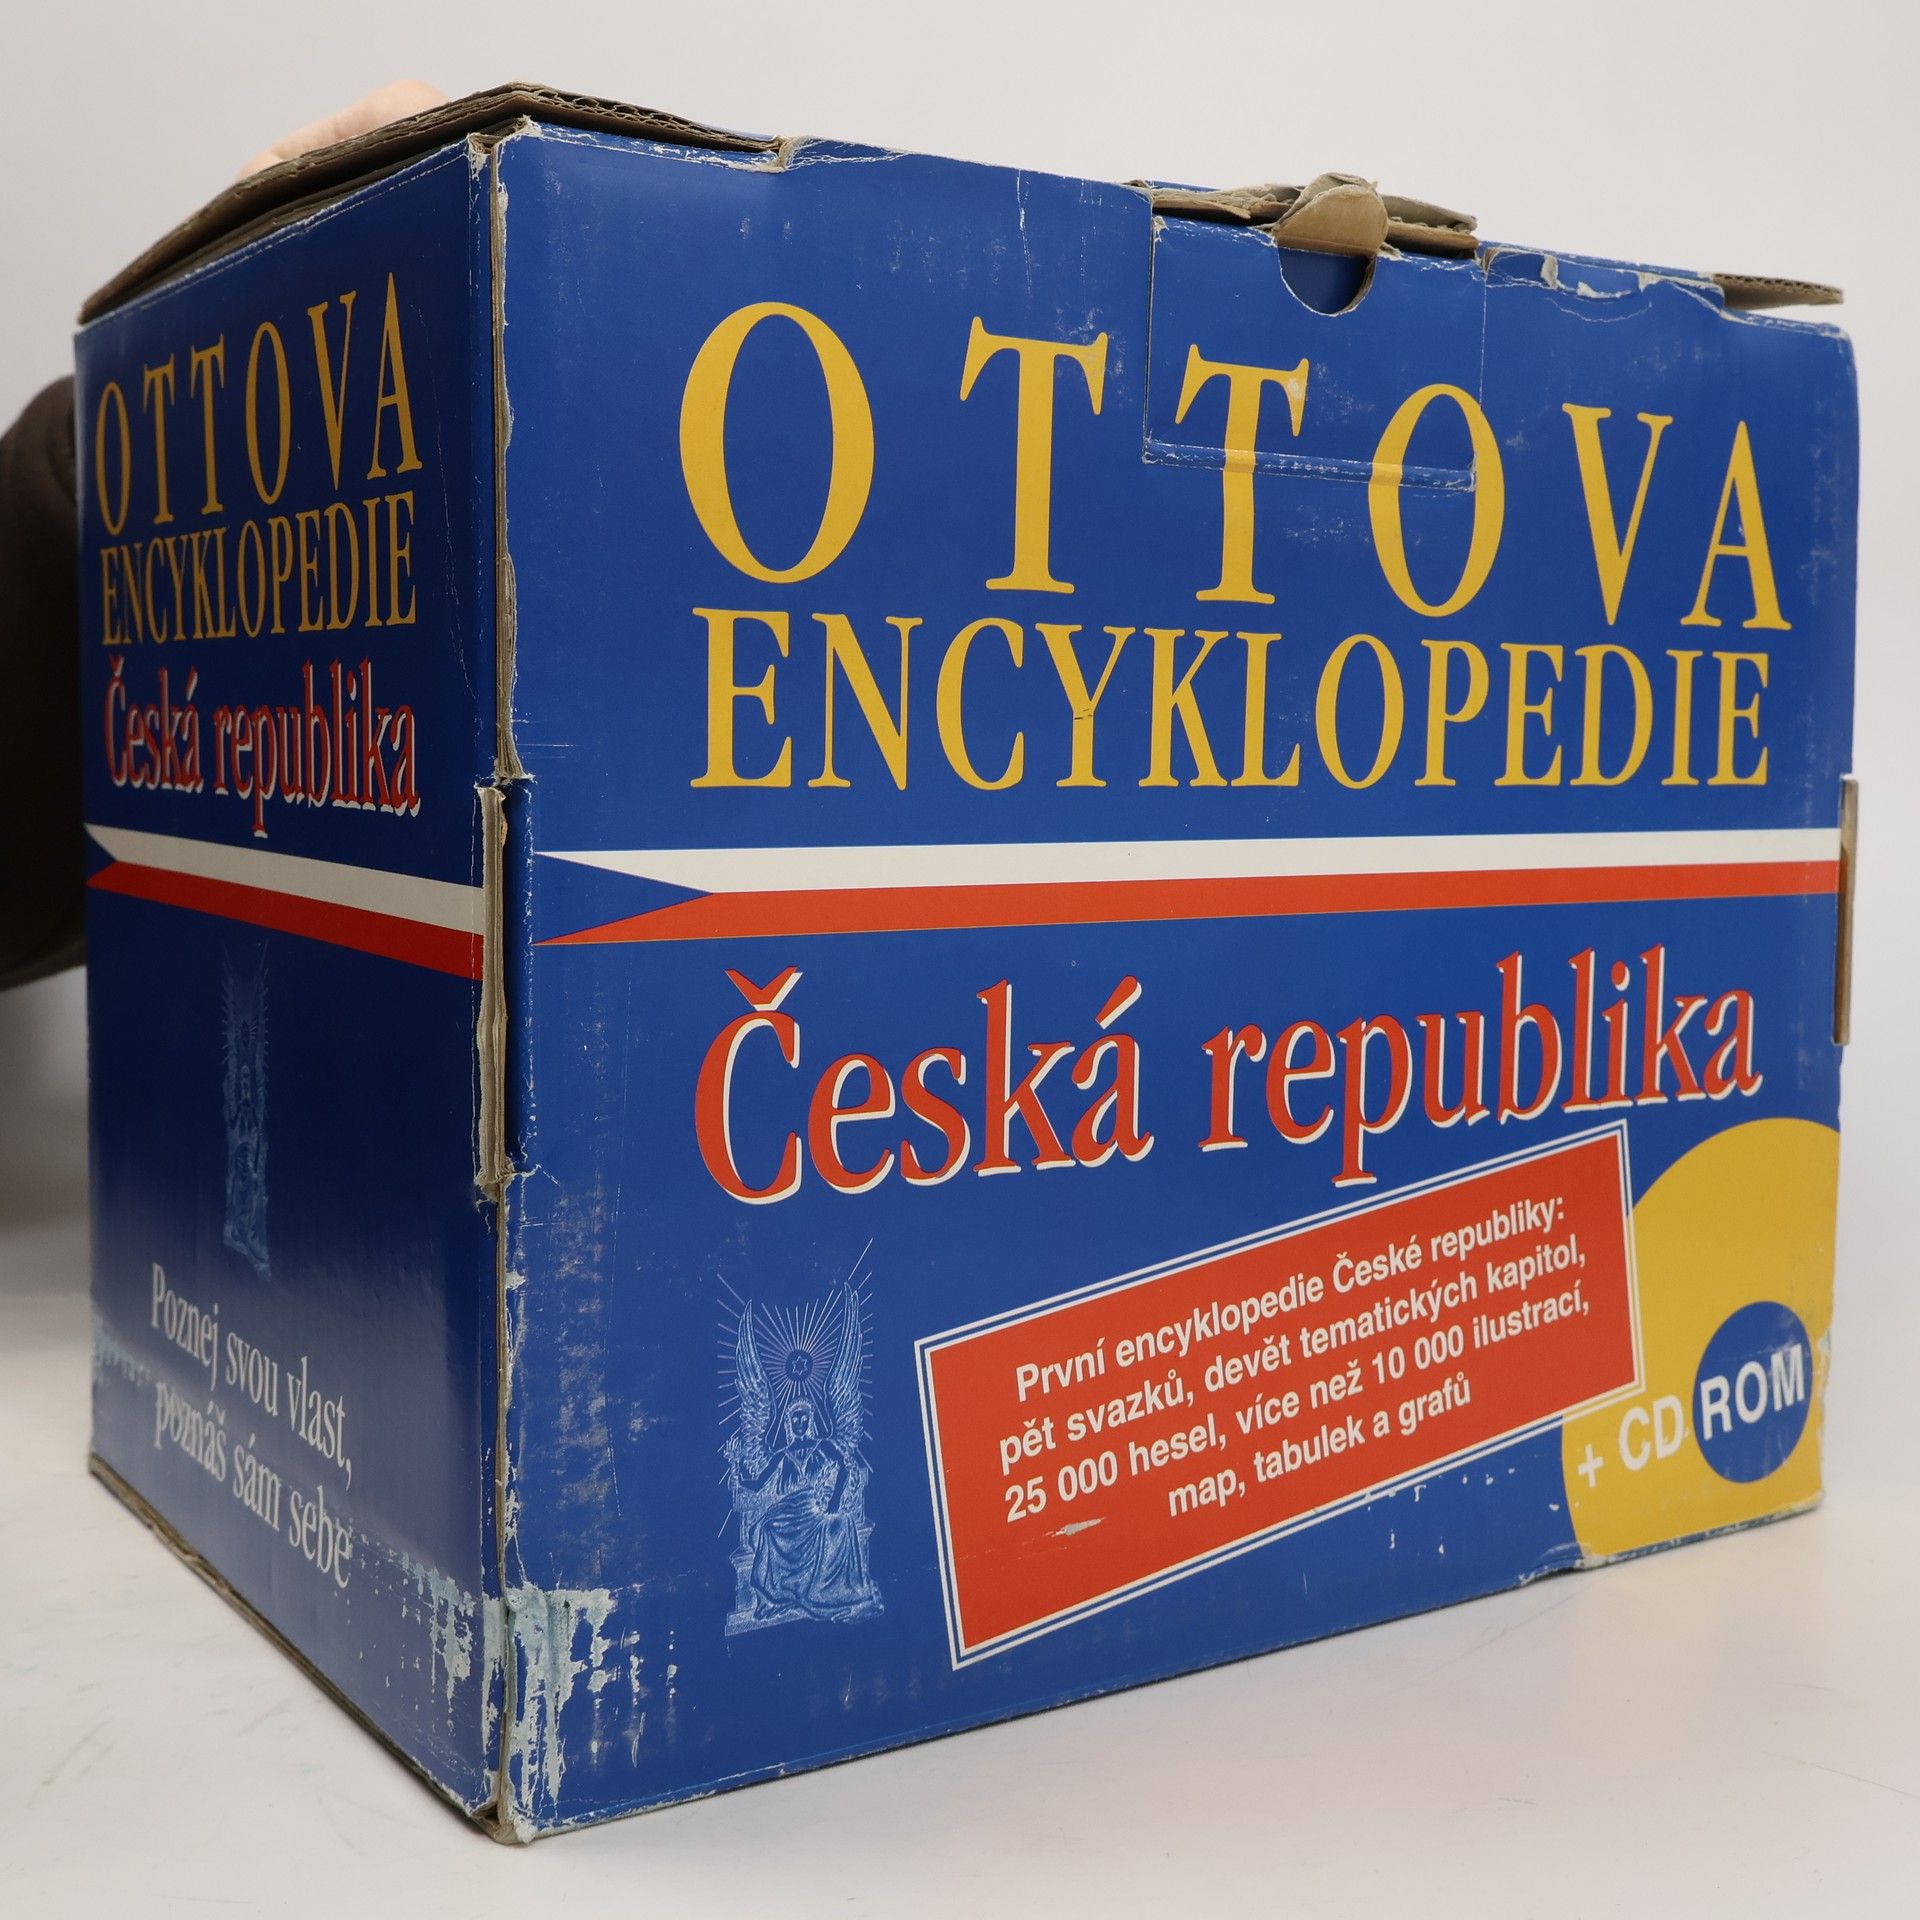 OTTOVA
ENCYKLOPEDIE
Česká republika
Poznej svou vlast,
poznáš sám sebe
OTTOVA
ENCYKLOPEDIE
Česká republika
První encyklopedie České republiky:
pět svazků, devět tematických kapitol,
25 000 hesel, více než 10 000 ilustrací,
map, tabulek a grafů
+ CD ROM